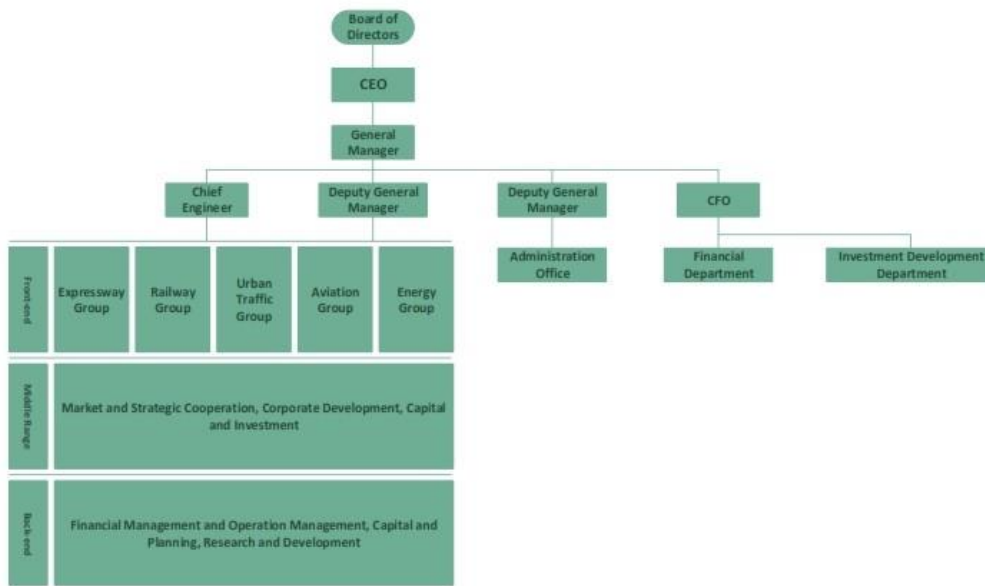 Board of
Directors
CEO
General
Manager
Chief
Engineer
Deputy General
Manager
Deputy General
Manager
CFO
Administration
Office
Financial
Department
Investment Development
Department
Front-end
Expressway
Group
Railway
Group
Urban
Traffic
Group
Aviation
Group
Energy
Group
Middle Range
Market and Strategic Cooperation, Corporate Development, Capital
and Investment
Back-end
Financial Management and Operation Management, Capital and
Planning, Research and Development